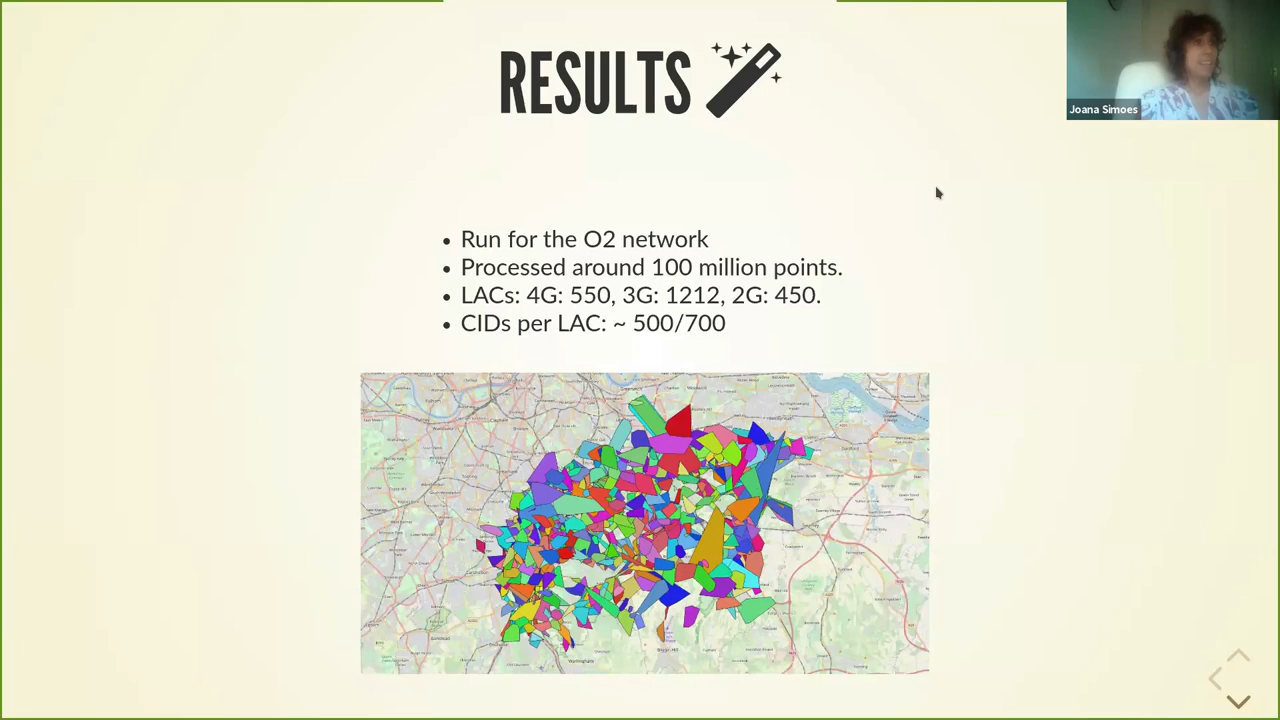 RESULTS
Joana Simoes
• Run for the O2 network
• Processed around 100 million points.
• LACs: 4G: 550, 3G: 1212, 2G: 450.
• CIDs per LAC: ~ 500/700